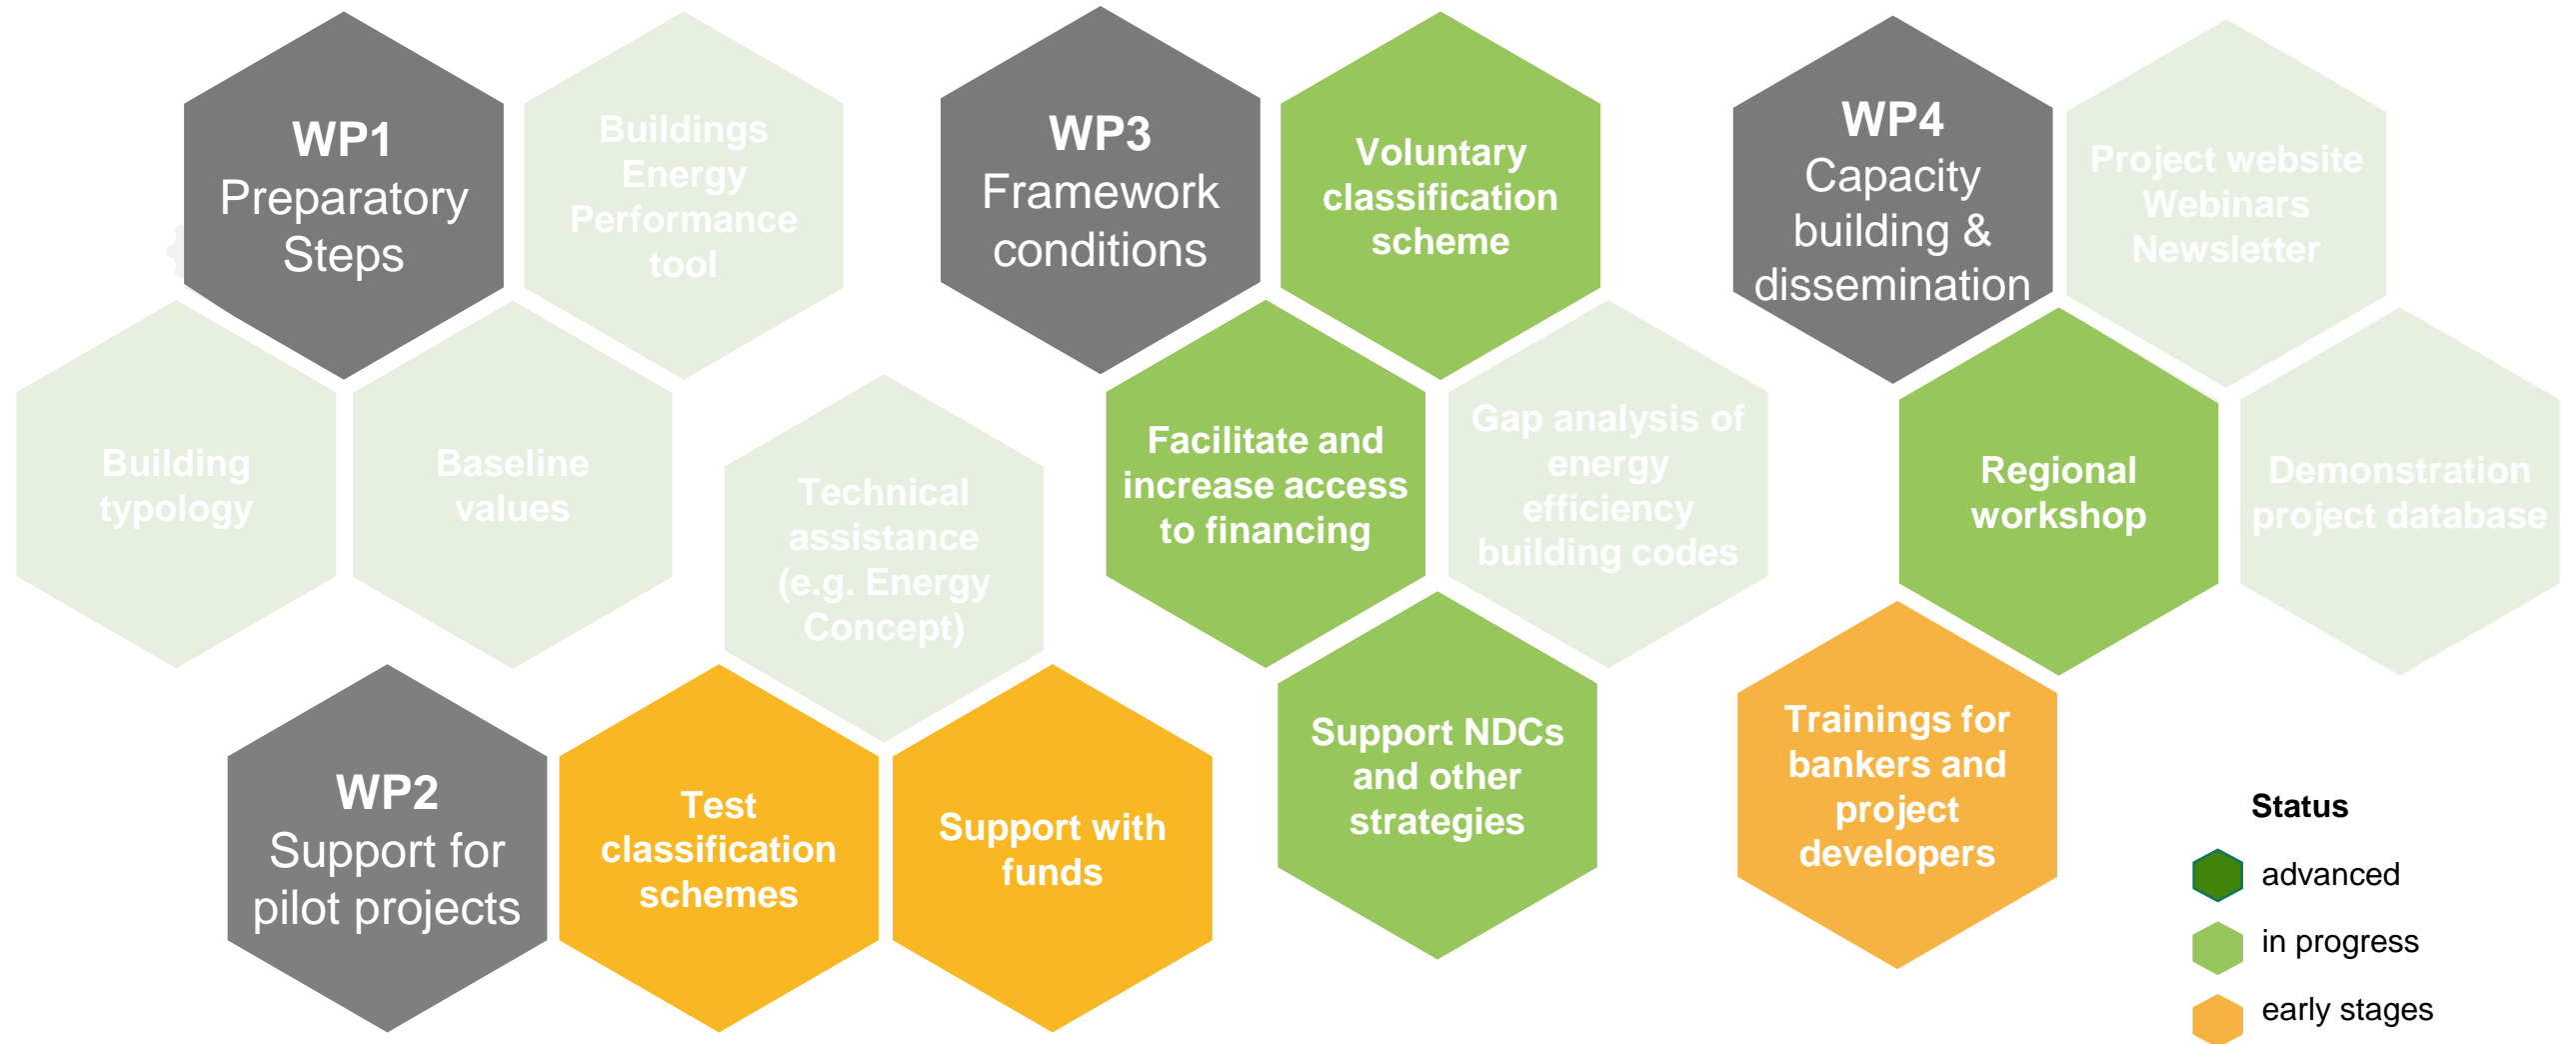 WP1
Preparatory
Steps
Buildings
Energy
Performance
tool
Building
typology
Baseline
values
WP2
Support for
pilot projects
Technical
assistance
(e.g. Energy
Concept)
Test
classification
schemes
Support with
funds
WP3
Framework
conditions
Voluntary
classification
scheme
Facilitate and
increase access
to financing
Gap analysis of
energy
efficiency
building codes
Support NDCs
and other
strategies
WP4
Capacity
building &
dissemination
Project website
Webinars
Newsletter
Regional
workshop
Demonstration
project database
Trainings for
bankers and
project
developers
Status
advanced
in progress
early stages